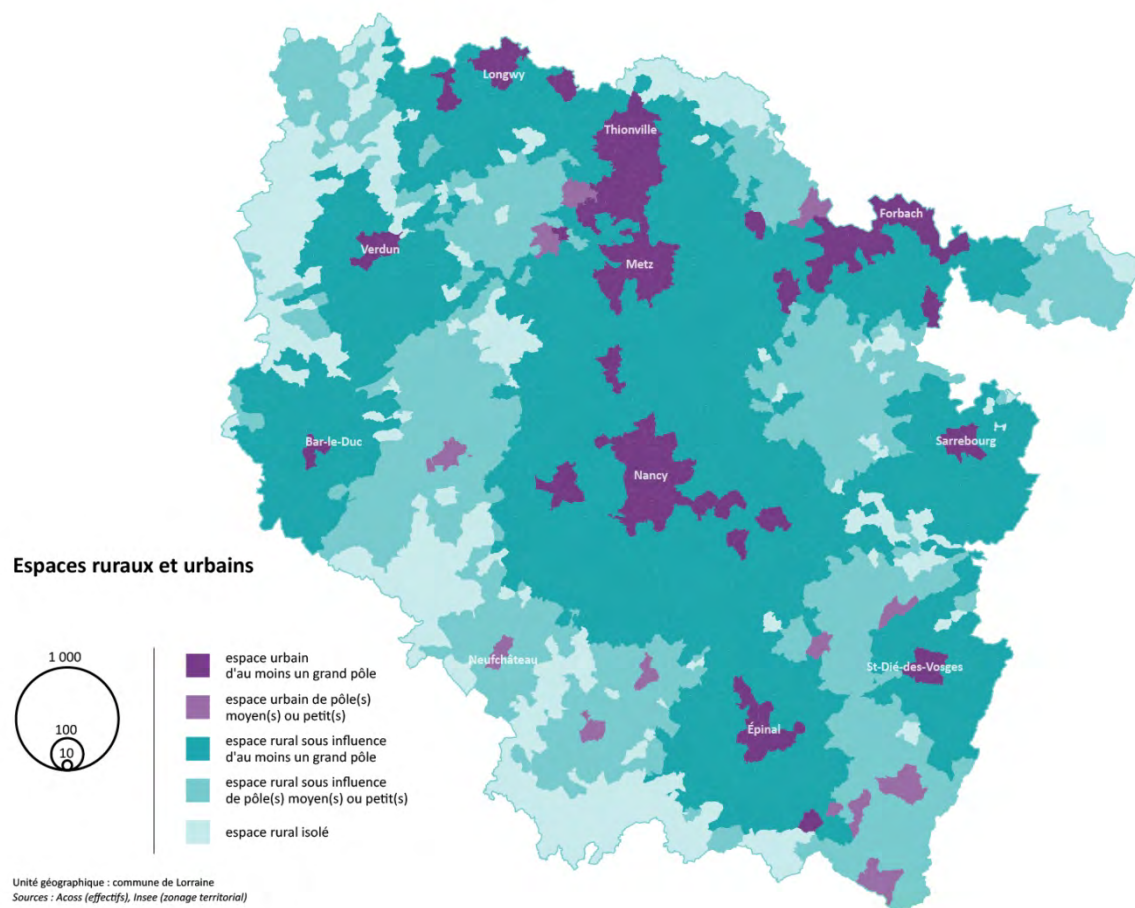 Longwy
Thionville
Forbach
Verdun
Metz
Bar-le-Duc
Sarrebourg
Nancy
Espaces ruraux et urbains
Neufchâteau
St-Dié-des-Vosges
Épinal
1 000
100
10
espace urbain
d'au moins un grand pôle
espace urbain de pôle(s)
moyen(s) ou petit(s)
espace rural sous influence
d'au moins un grand pôle
espace rural sous influence
de pôle(s) moyen(s) ou petit(s)
espace rural isolé
Unité géographique : commune de Lorraine
Sources : Acoss (effectifs), Insee (zonage territorial)